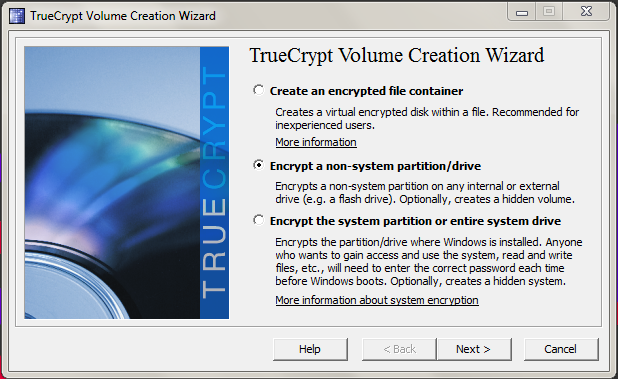 TrueCrypt Volume Creation Wizard
TRUECRYPT
TrueCrypt Volume Creation Wizard
Create an encrypted file container
Creates a virtual encrypted disk within a file. Recommended for
inexperienced users.
More information
Encrypt a non-system partition/drive
Encrypts a non-system partition on any internal or external
drive (e.g. a flash drive). Optionally, creates a hidden volume.
Encrypt the system partition or entire system drive
Encrypts the partition/drive where Windows is installed. Anyone
who wants to gain access and use the system, read and write
files, etc., will need to enter the correct password each time
before Windows boots. Optionally, creates a hidden system.
More information about system encryption
Help
< Back
Next >
Cancel